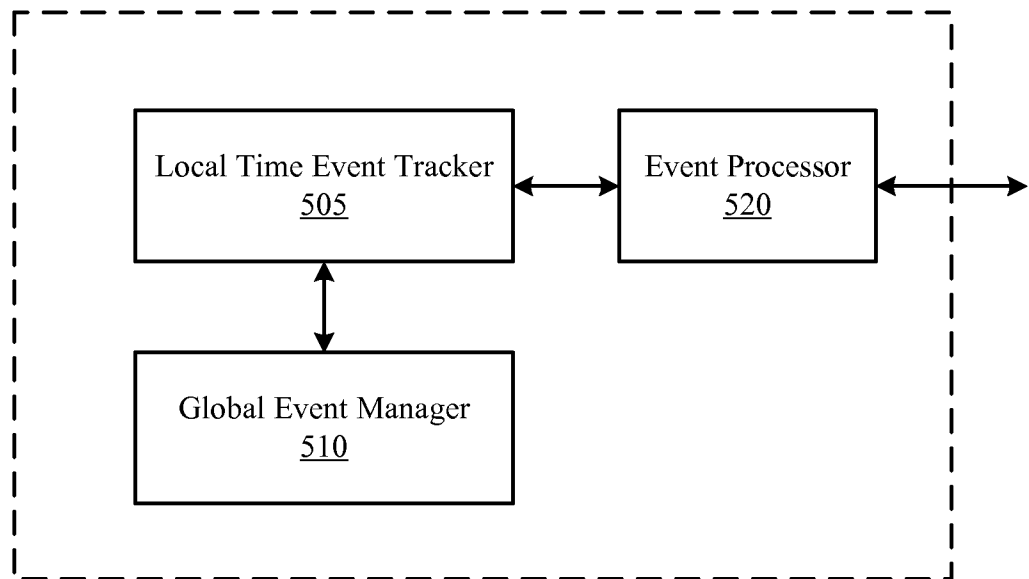 Local Time Event Tracker
505
Event Processor
520
Global Event Manager
510